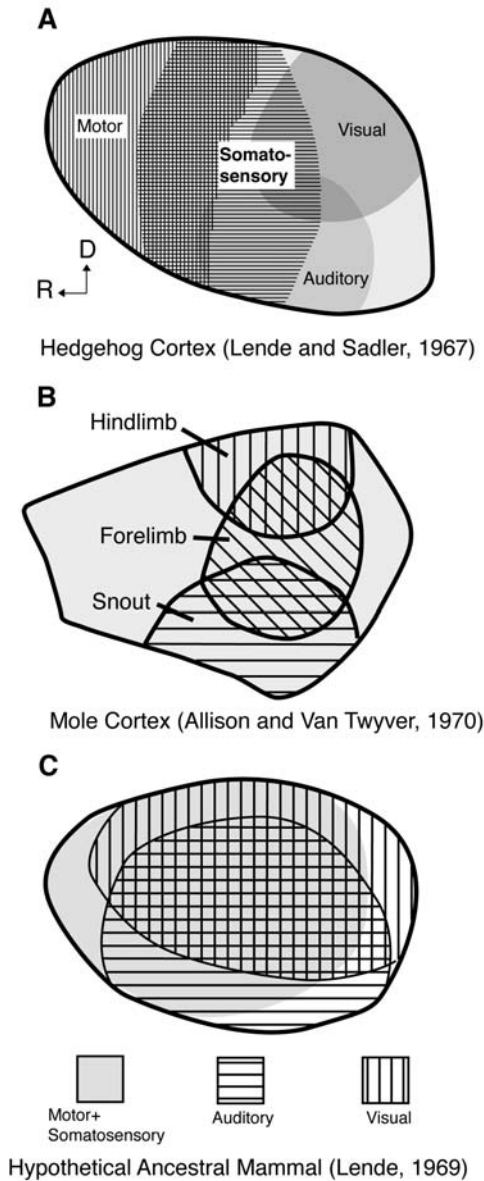 A
Motor
Visual
Somato-
sensory
D
R
Auditory
Hedgehog Cortex (Lende and Sadler, 1967)
B
Hindlimb
Forelimb
Snout
Mole Cortex (Allison and Van Twyver, 1970)
C
Motor+
Somatosensory
Auditory
Visual
Hypothetical Ancestral Mammal (Lende, 1969)